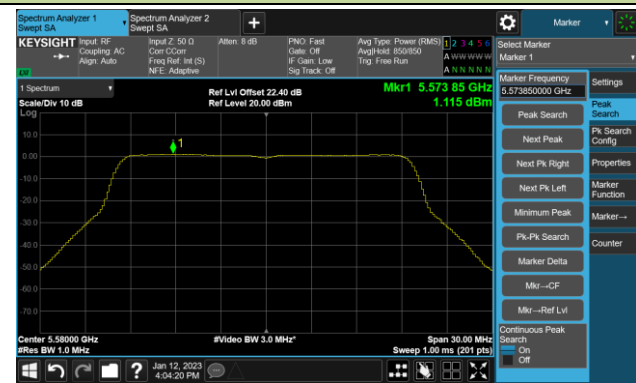 Spectrum Analyzer 1
Swept SA
Spectrum Analyzer 2
Swept SA
+
Marker
KEYSIGHT
Input: RF
Coupling: AC
Align: Auto
Input Z: 50 Ω
Corr CCorr
Freq Ref: Int (S)
NFE: Adaptive
Atten: 8 dB
PNO: Fast
Gate: Off
IF Gain: Low
Sig Track: Off
Avg Type: Power (RMS)
Avg|Hold: 850/850
Trig: Free Run
1 2 3 4 5 6
A W W W W W
A N N N N N
Select Marker
Marker 1
1 Spectrum
Scale/Div 10 dB
Log
Ref Lvl Offset 22.40 dB
Ref Level 20.00 dBm
Mkr1 5.573 85 GHz
1.115 dBm
10.0
0.00
-10.0
-20.0
-30.0
-40.0
-50.0
-60.0
-70.0
1
Center 5.58000 GHz
#Res BW 1.0 MHz
#Video BW 3.0 MHz*
Span 30.00 MHz
Sweep 1.00 ms (201 pts)
Marker Frequency
5.573850000 GHz
Peak Search
Next Peak
Next Pk Right
Next Pk Left
Minimum Peak
Pk-Pk Search
Marker Delta
Mkr→CF
Mkr→Ref Lvl
Continuous Peak
Search
On
Off
Settings
Peak
Search
Pk Search
Config
Properties
Marker
Function
Marker→
Counter
?
Jan 12, 2023
4:04:20 PM